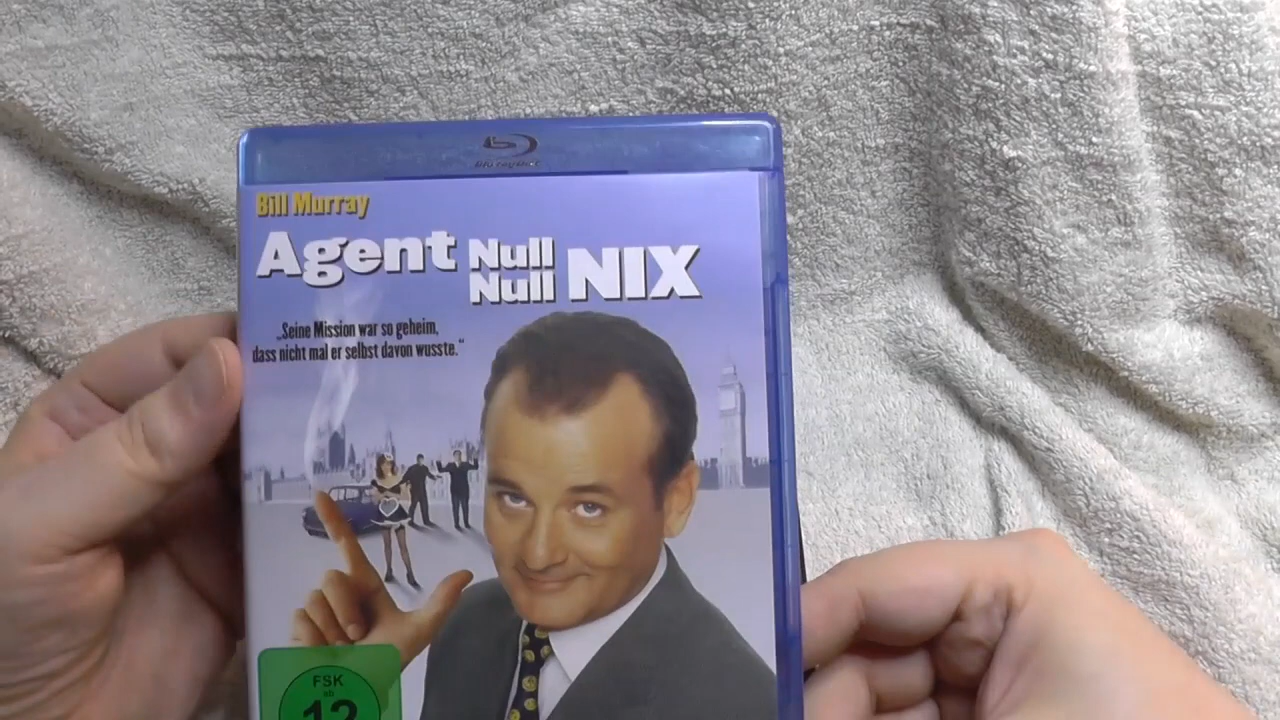 Blu-ray Disc
Bill Murray
Agent Null Null NIX
„Seine Mission war so geheim,
dass nicht mal er selbst davon wusste.“
FSK
ab
12